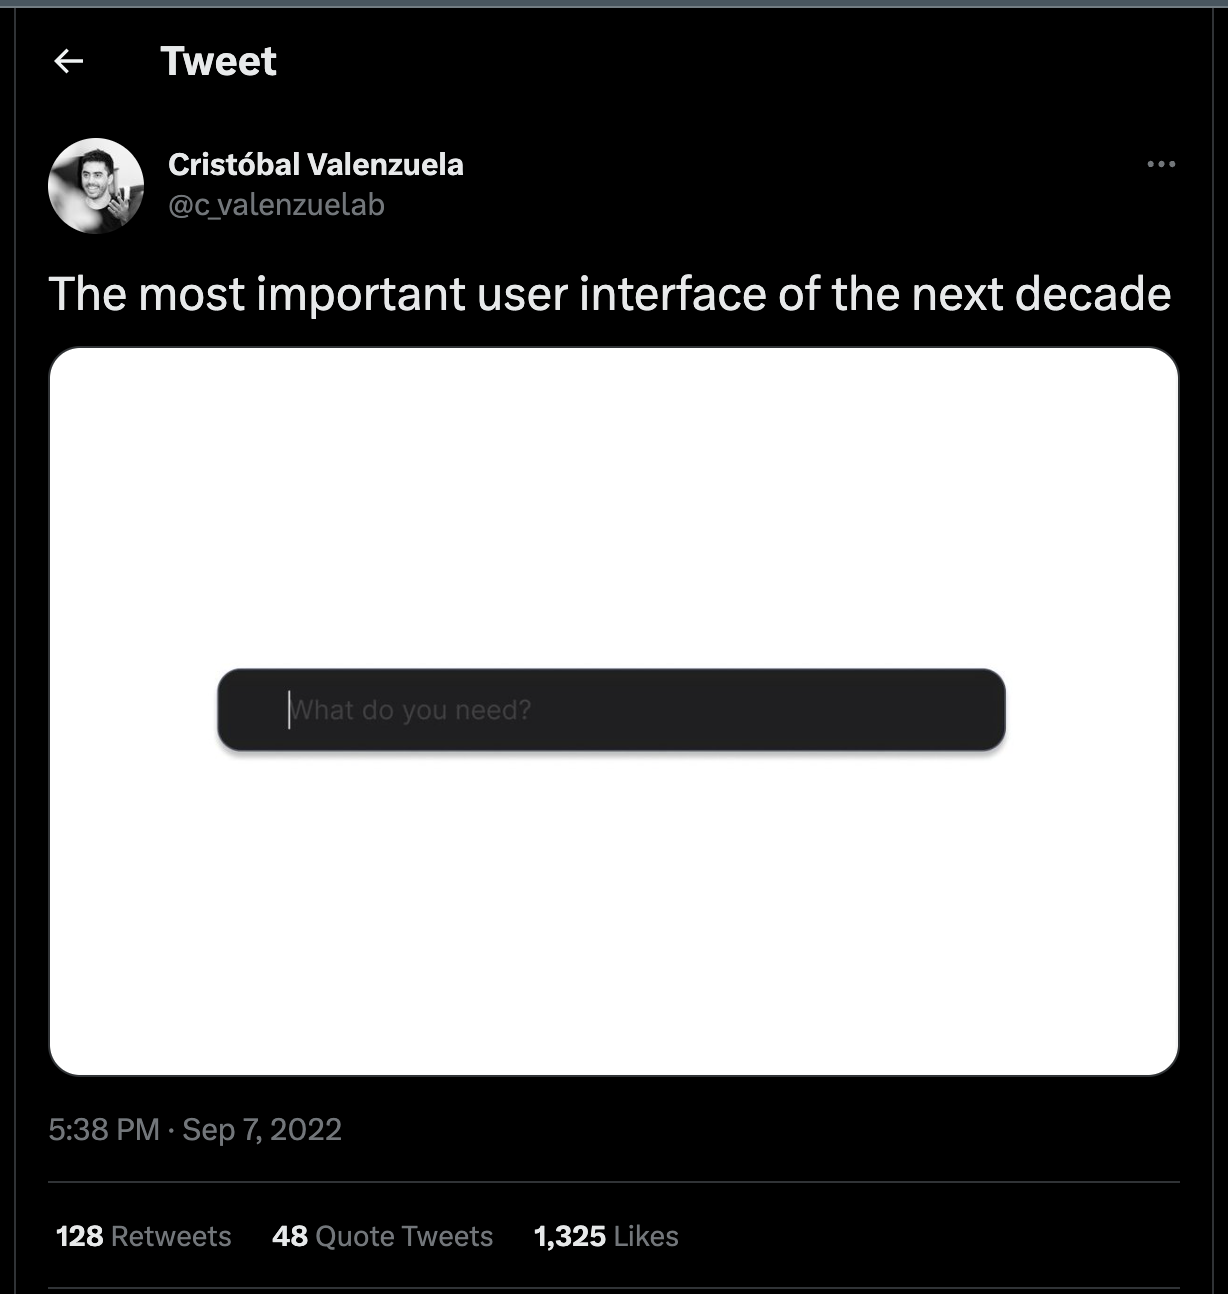 Tweet
Cristóbal Valenzuela
@c_valenzuelab
The most important user interface of the next decade
What do you need?
5:38 PM · Sep 7, 2022
128 Retweets 48 Quote Tweets 1,325 Likes